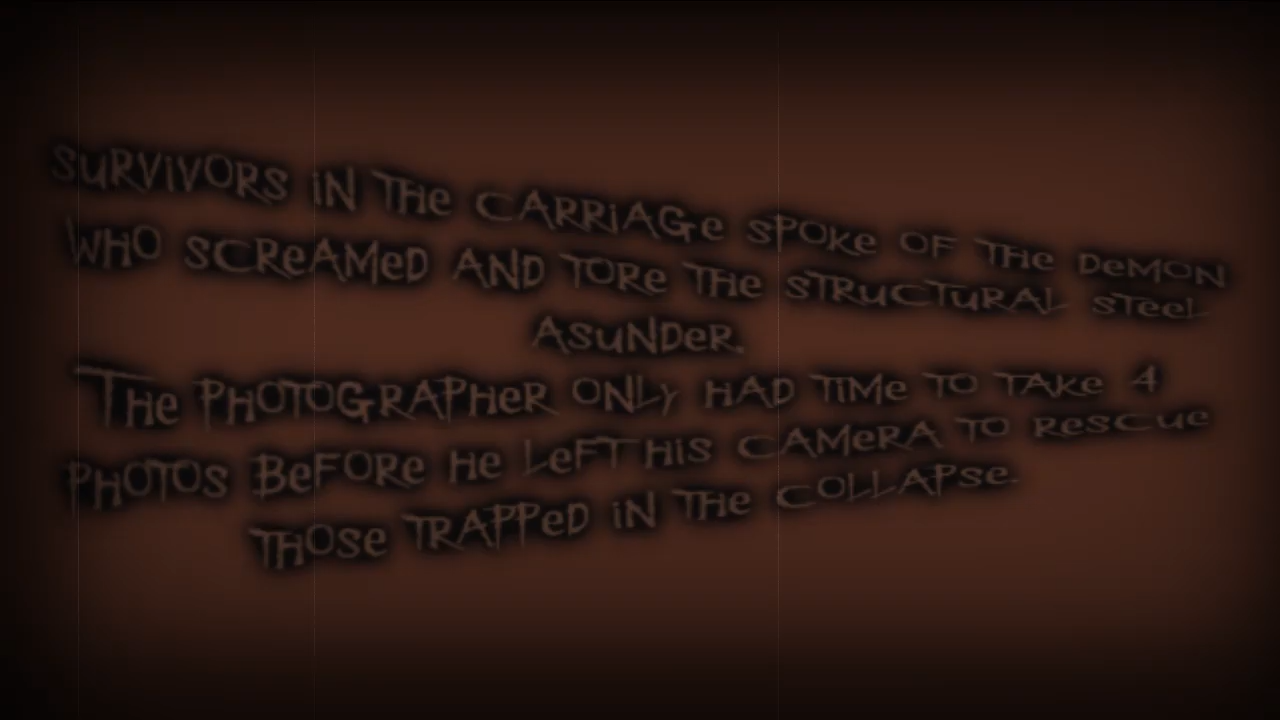 SURVIVORS IN THE CARRIAGE SPOKE OF THE DEMON
WHO SCREAMED AND TORE THE STRUCTURAL STEEL
ASUNDER.
THE PHOTOGRAPHER ONLY HAD TIME TO TAKE 4
PHOTOS BEFORE HE LEFT HIS CAMERA TO RESCUE
THOSE TRAPPED IN THE COLLAPSE.